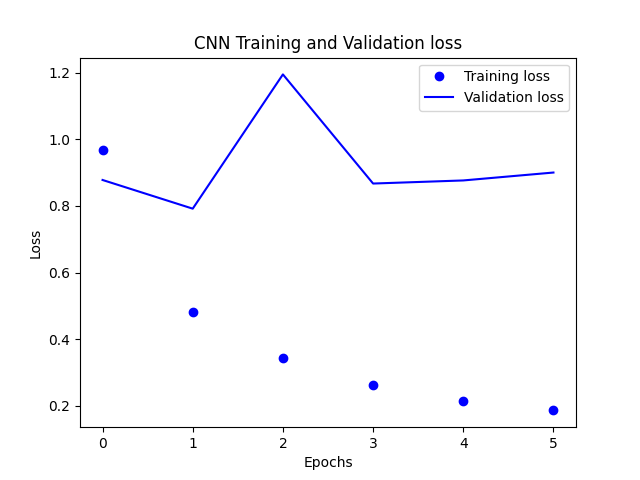 CNN Training and Validation loss
Training loss
Validation loss
1.2
1.0
0.8
0.6
0.4
0.2
Loss
0 1 2 3 4 5
Epochs